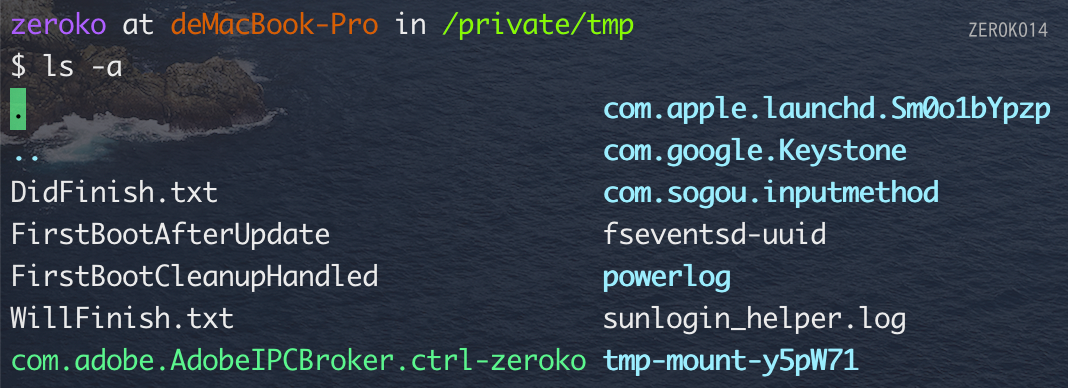 zeroko at deMacBook-Pro in /private/tmp
ZEROKO14
$ ls -a
. com.apple.launchd.Sm0o1bYpzp
.. com.google.Keystone
DidFinish.txt com.sogou.inputmethod
FirstBootAfterUpdate fseventsd-uuid
FirstBootCleanupHandled powerlog
WillFinish.txt sunlogin_helper.log
com.adobe.AdobeIPCBroker.ctrl-zeroko tmp-mount-y5pW71